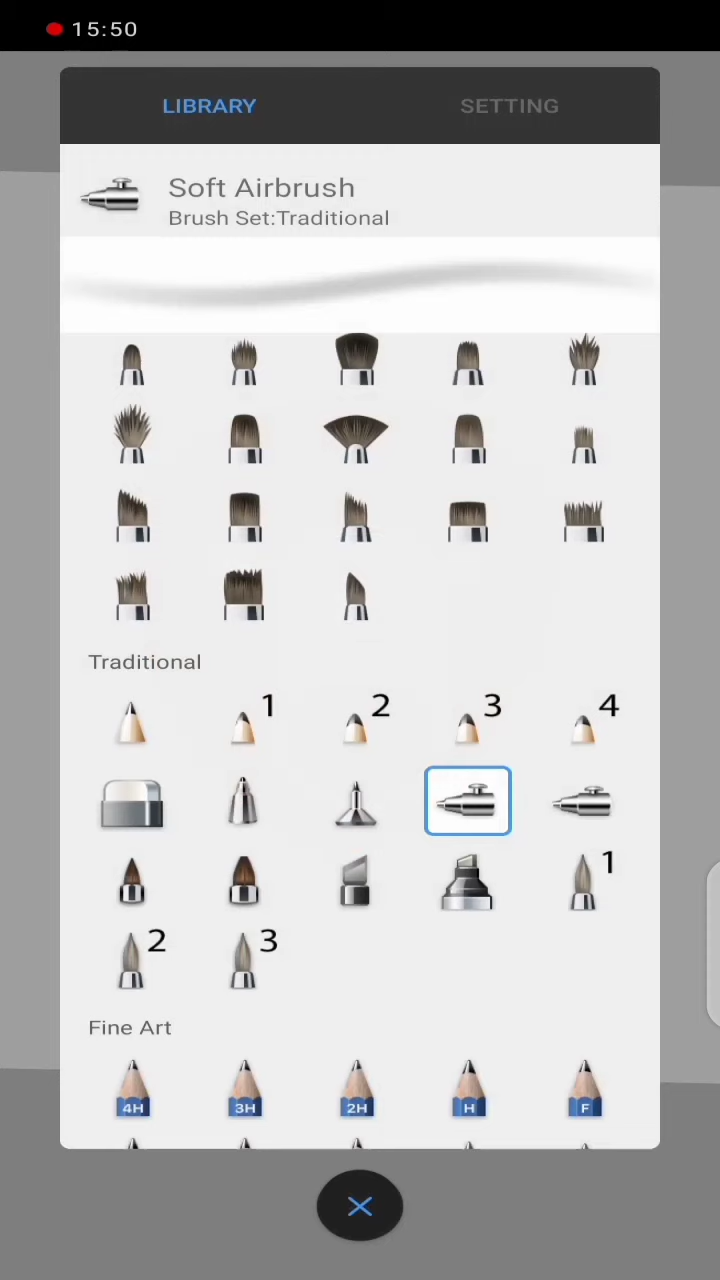 15:50
LIBRARY SETTING
Soft Airbrush
Brush Set:Traditional
Traditional
1 2 3 4
1
2 3
Fine Art
4H 3H 2H H F